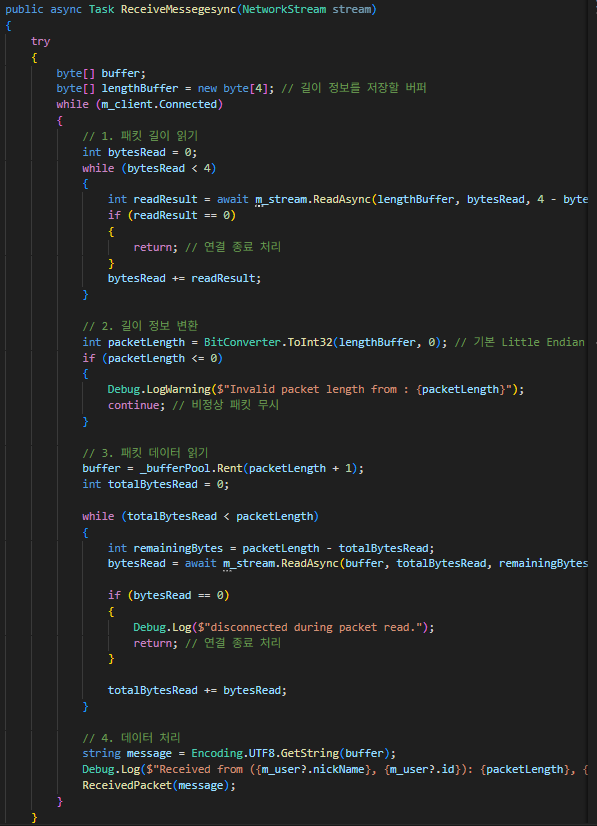 public async Task ReceiveMessegesync(NetworkStream stream)
{
    try
    {
        byte[] buffer;
        byte[] lengthBuffer = new byte[4]; // 길이 정보를 저장할 버퍼
        while (m_client.Connected)
        {
            // 1. 패킷 길이 읽기
            int bytesRead = 0;
            while (bytesRead < 4)
            {
                int readResult = await m_stream.ReadAsync(lengthBuffer, bytesRead, 4 - byte
                if (readResult == 0)
                {
                    return; // 연결 종료 처리
                }
                bytesRead += readResult;
            }

            // 2. 길이 정보 변환
            int packetLength = BitConverter.ToInt32(lengthBuffer, 0); // 기본 Little Endian
            if (packetLength <= 0)
            {
                Debug.LogWarning($"Invalid packet length from : {packetLength}");
                continue; // 비정상 패킷 무시
            }

            // 3. 패킷 데이터 읽기
            buffer = _bufferPool.Rent(packetLength + 1);
            int totalBytesRead = 0;

            while (totalBytesRead < packetLength)
            {
                int remainingBytes = packetLength - totalBytesRead;
                bytesRead = await m_stream.ReadAsync(buffer, totalBytesRead, remainingBytes

                if (bytesRead == 0)
                {
                    Debug.Log($"disconnected during packet read.");
                    return; // 연결 종료 처리
                }

                totalBytesRead += bytesRead;
            }

            // 4. 데이터 처리
            string message = Encoding.UTF8.GetString(buffer);
            Debug.Log($"Received from ({m_user?.nickName}, {m_user?.id}): {packetLength}, {
            ReceivedPacket(message);
        }
    }